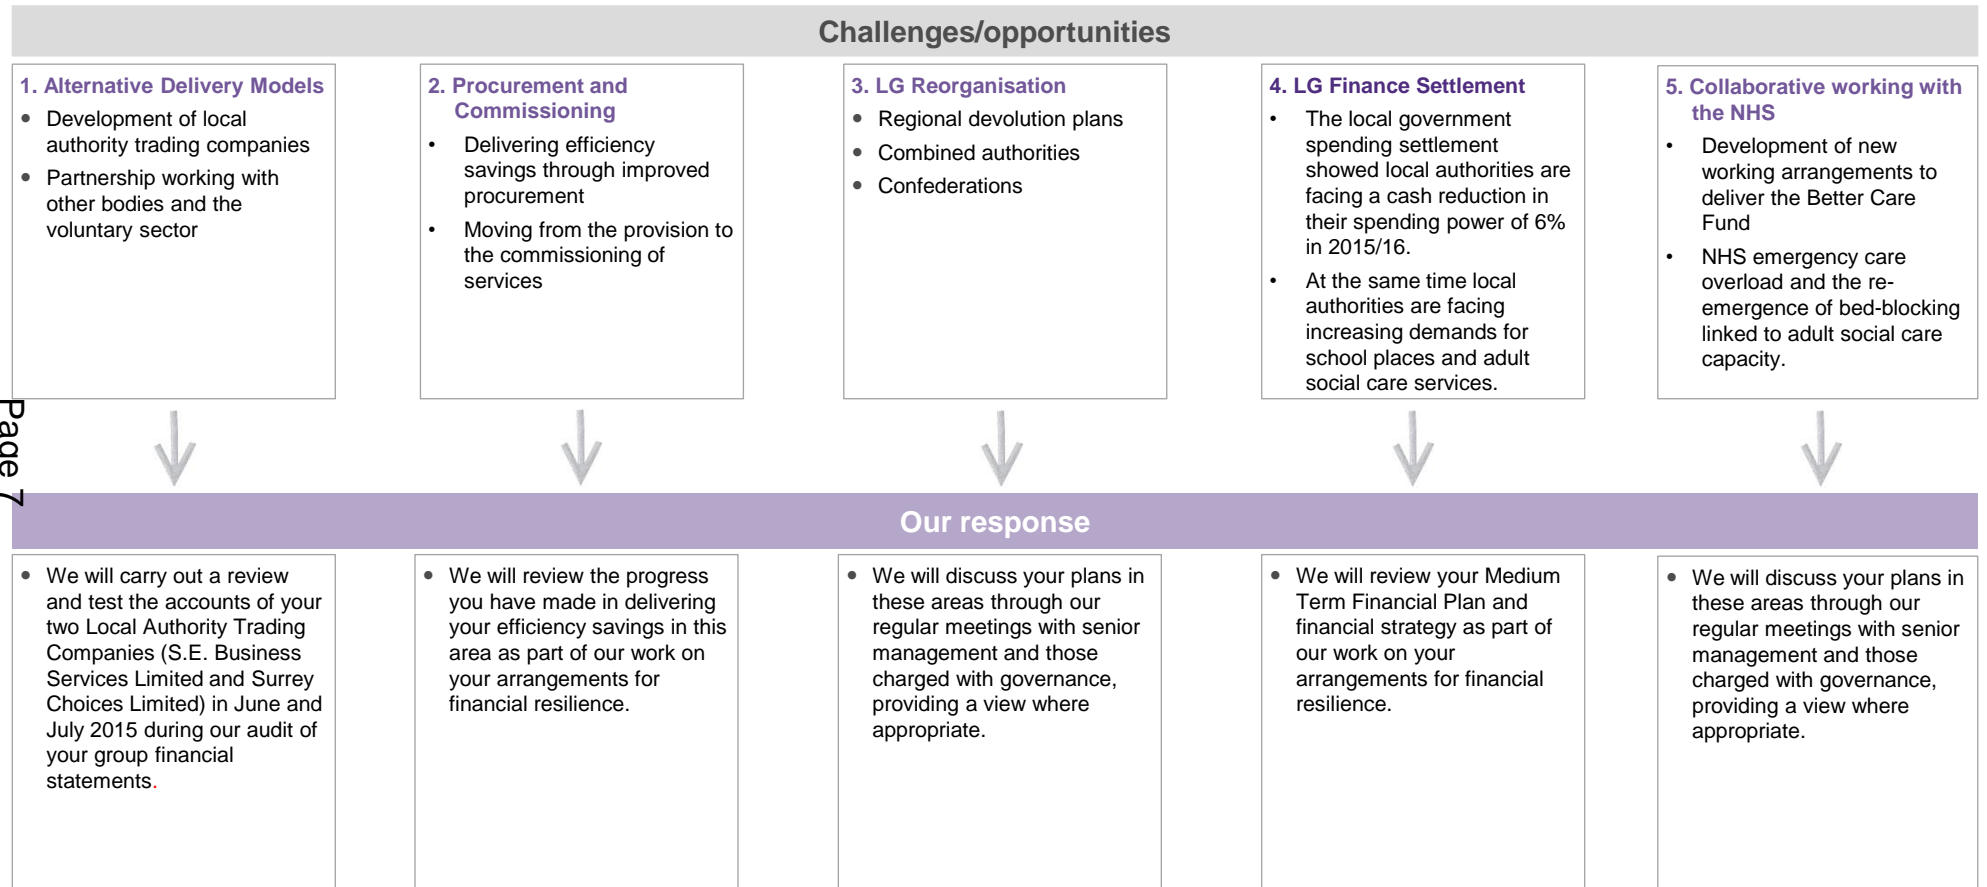 Challenges/opportunities
1. Alternative Delivery Models
• Development of local
authority trading companies
• Partnership working with
other bodies and the
voluntary sector
2. Procurement and
Commissioning
• Delivering efficiency
savings through improved
procurement
• Moving from the provision to
the commissioning of
services
3. LG Reorganisation
• Regional devolution plans
• Combined authorities
• Confederations
4. LG Finance Settlement
• The local government
spending settlement
showed local authorities are
facing a cash reduction in
their spending power of 6%
in 2015/16.
• At the same time local
authorities are facing
increasing demands for
school places and adult
social care services.
5. Collaborative working with
the NHS
• Development of new
working arrangements to
deliver the Better Care
Fund
• NHS emergency care
overload and the re-
emergence of bed-blocking
linked to adult social care
capacity.
Page 7
Our response
• We will carry out a review
and test the accounts of your
two Local Authority Trading
Companies (S.E. Business
Services Limited and Surrey
Choices Limited) in June and
July 2015 during our audit of
your group financial
statements.
• We will review the progress
you have made in delivering
your efficiency savings in this
area as part of our work on
your arrangements for
financial resilience.
• We will discuss your plans in
these areas through our
regular meetings with senior
management and those
charged with governance,
providing a view where
appropriate.
• We will review your Medium
Term Financial Plan and
financial strategy as part of
our work on your
arrangements for financial
resilience.
• We will discuss your plans in
these areas through our
regular meetings with senior
management and those
charged with governance,
providing a view where
appropriate.